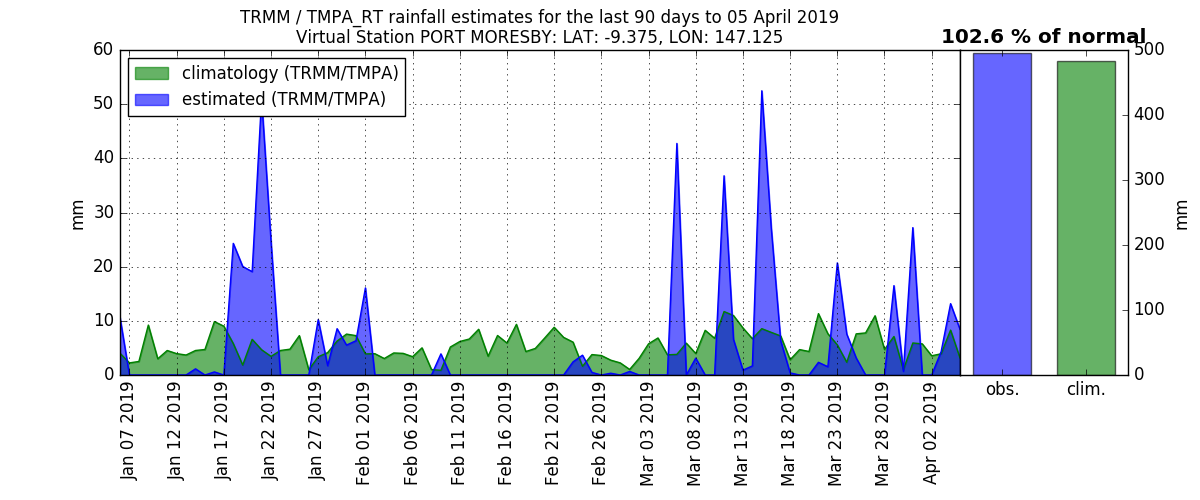 TRMM / TMPA_RT rainfall estimates for the last 90 days to 05 April 2019
Virtual Station PORT MORESBY: LAT: -9.375, LON: 147.125
102.6 % of normal
climatology (TRMM/TMPA)
estimated (TRMM/TMPA)
60
50
40
30
20
10
0
mm
500
400
300
200
100
0
mm
Jan 07 2019
Jan 12 2019
Jan 17 2019
Jan 22 2019
Jan 27 2019
Feb 01 2019
Feb 06 2019
Feb 11 2019
Feb 16 2019
Feb 21 2019
Feb 26 2019
Mar 03 2019
Mar 08 2019
Mar 13 2019
Mar 18 2019
Mar 23 2019
Mar 28 2019
Apr 02 2019
obs.
clim.